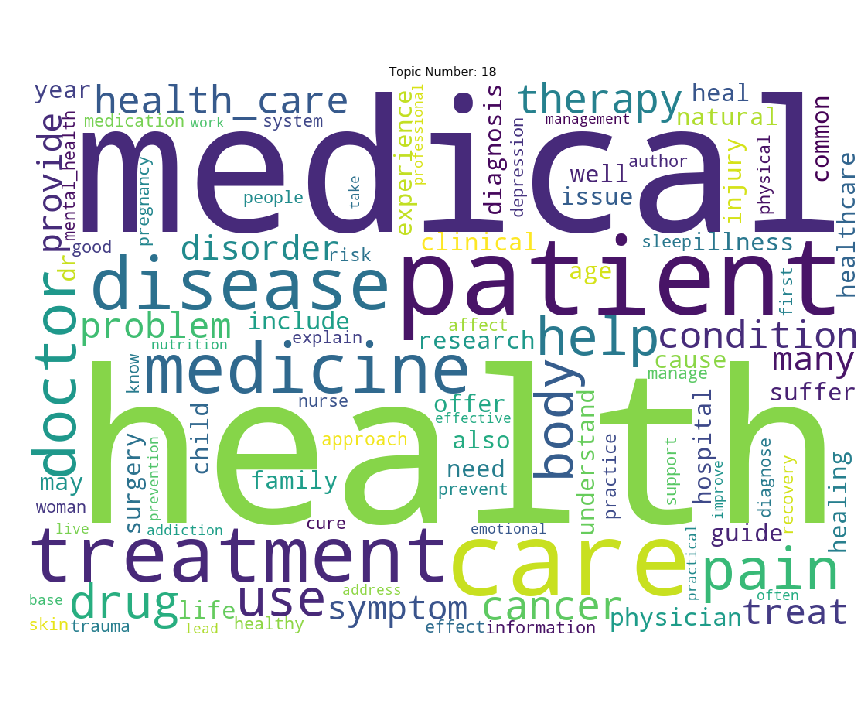 Topic Number: 18
year
health_care
therapy
heal
medication
work
system
management
natural
common
medical
provide
mental_health
experience
professional
diagnosis
depression
well
author
issue
injury
physical
healthcare
pregnancy
people
take
good
dr
disorder
risk
clinical
sleep
illness
disease
patient
age
first
doctor
problem
include
explain
nutrition
affect
research
help
condition
cause
many
know
medicine
nurse
manage
suffer
health
child
offer
effective
body
surgery
prevention
approach
also
understand
practice
support
hospital
improve
diagnose
recovery
healing
may
family
need
prevent
woman
live
addiction
cure
emotional
practical
guide
treatment
care
pain
often
base
drug
life
use
address
symptom
cancer
physician
treat
skin
trauma
lead
healthy
effect
information